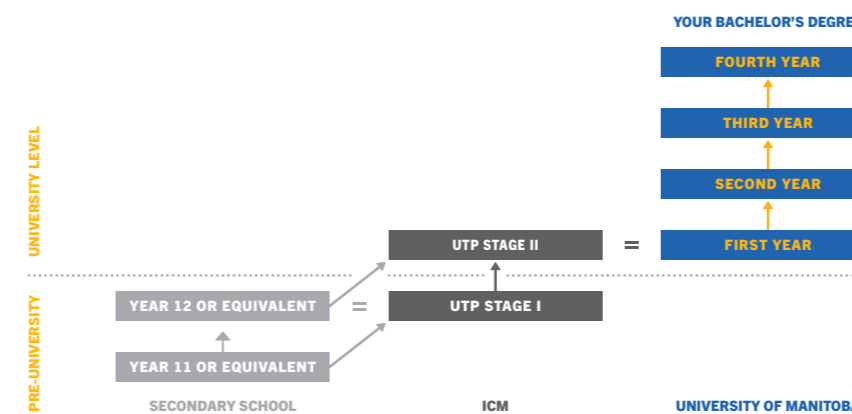 YOUR BACHELOR'S DEGRE
FOURTH YEAR
THIRD YEAR
SECOND YEAR
UNIVERSITY LEVEL
UTP STAGE II
=
FIRST YEAR
PRE-UNIVERSITY
YEAR 12 OR EQUIVALENT
=
UTP STAGE I
YEAR 11 OR EQUIVALENT
SECONDARY SCHOOL
ICM
UNIVERSITY OF MANITOBA